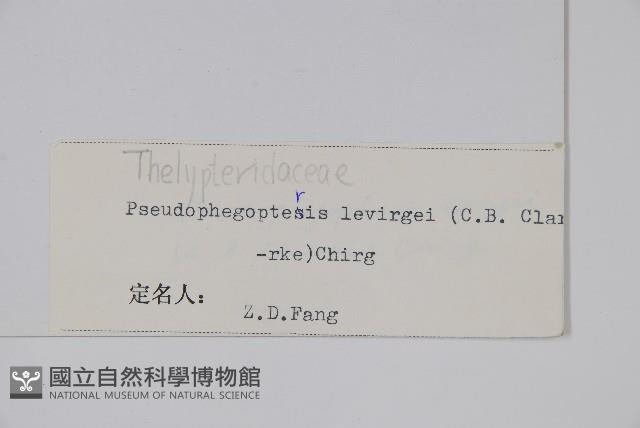 Thelypteridaceae
Pseudophegopteris levirgei (C.B. Clar
-rke)Chirg
定名人:
Z.D.Fang
國立自然科學博物館
NATIONAL MUSEUM OF NATURAL SCIENCE